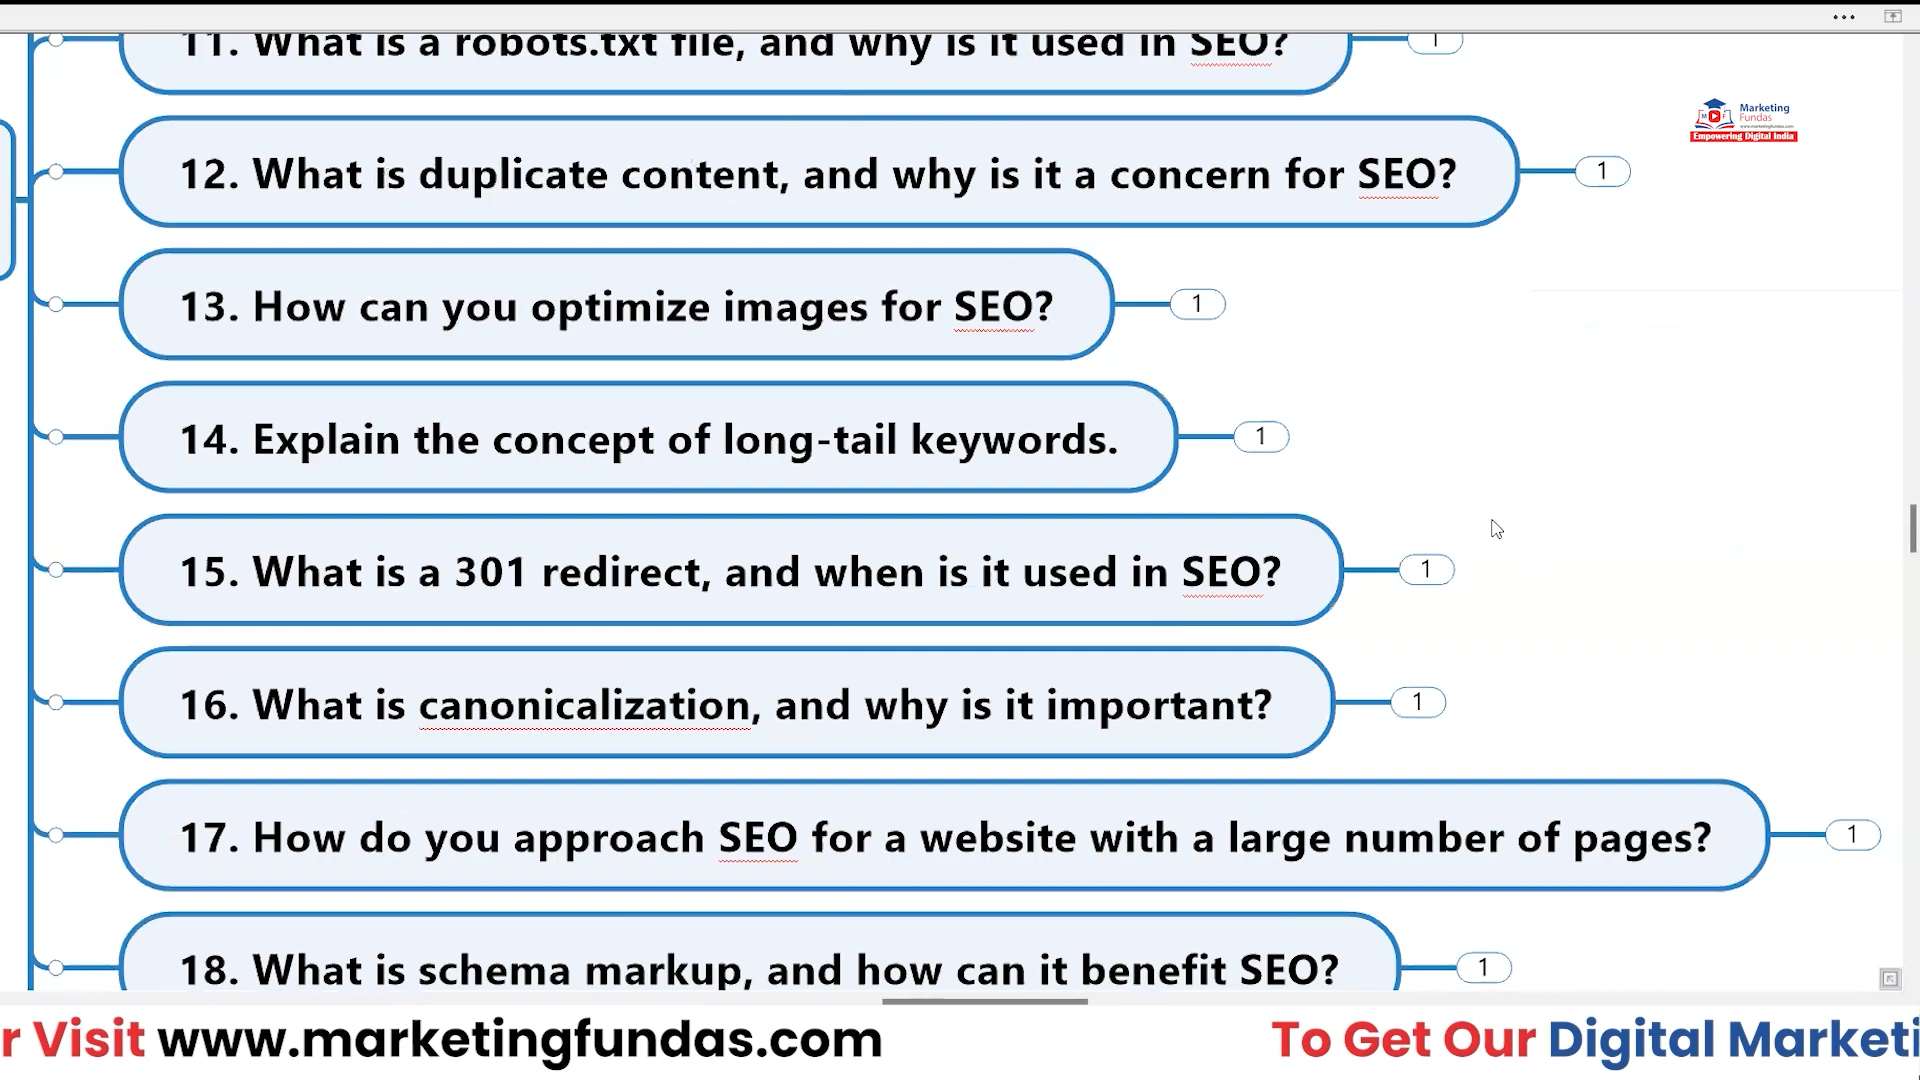 11. What is a robots.txt file, and why is it used in SEO?
1
Marketing
Fundas
www.marketingfundas.com
Empowering Digital India
12. What is duplicate content, and why is it a concern for SEO?
1
13. How can you optimize images for SEO?
1
14. Explain the concept of long-tail keywords.
1
15. What is a 301 redirect, and when is it used in SEO?
1
16. What is canonicalization, and why is it important?
1
17. How do you approach SEO for a website with a large number of pages?
1
18. What is schema markup, and how can it benefit SEO?
1
r Visit www.marketingfundas.com
To Get Our Digital Marketi